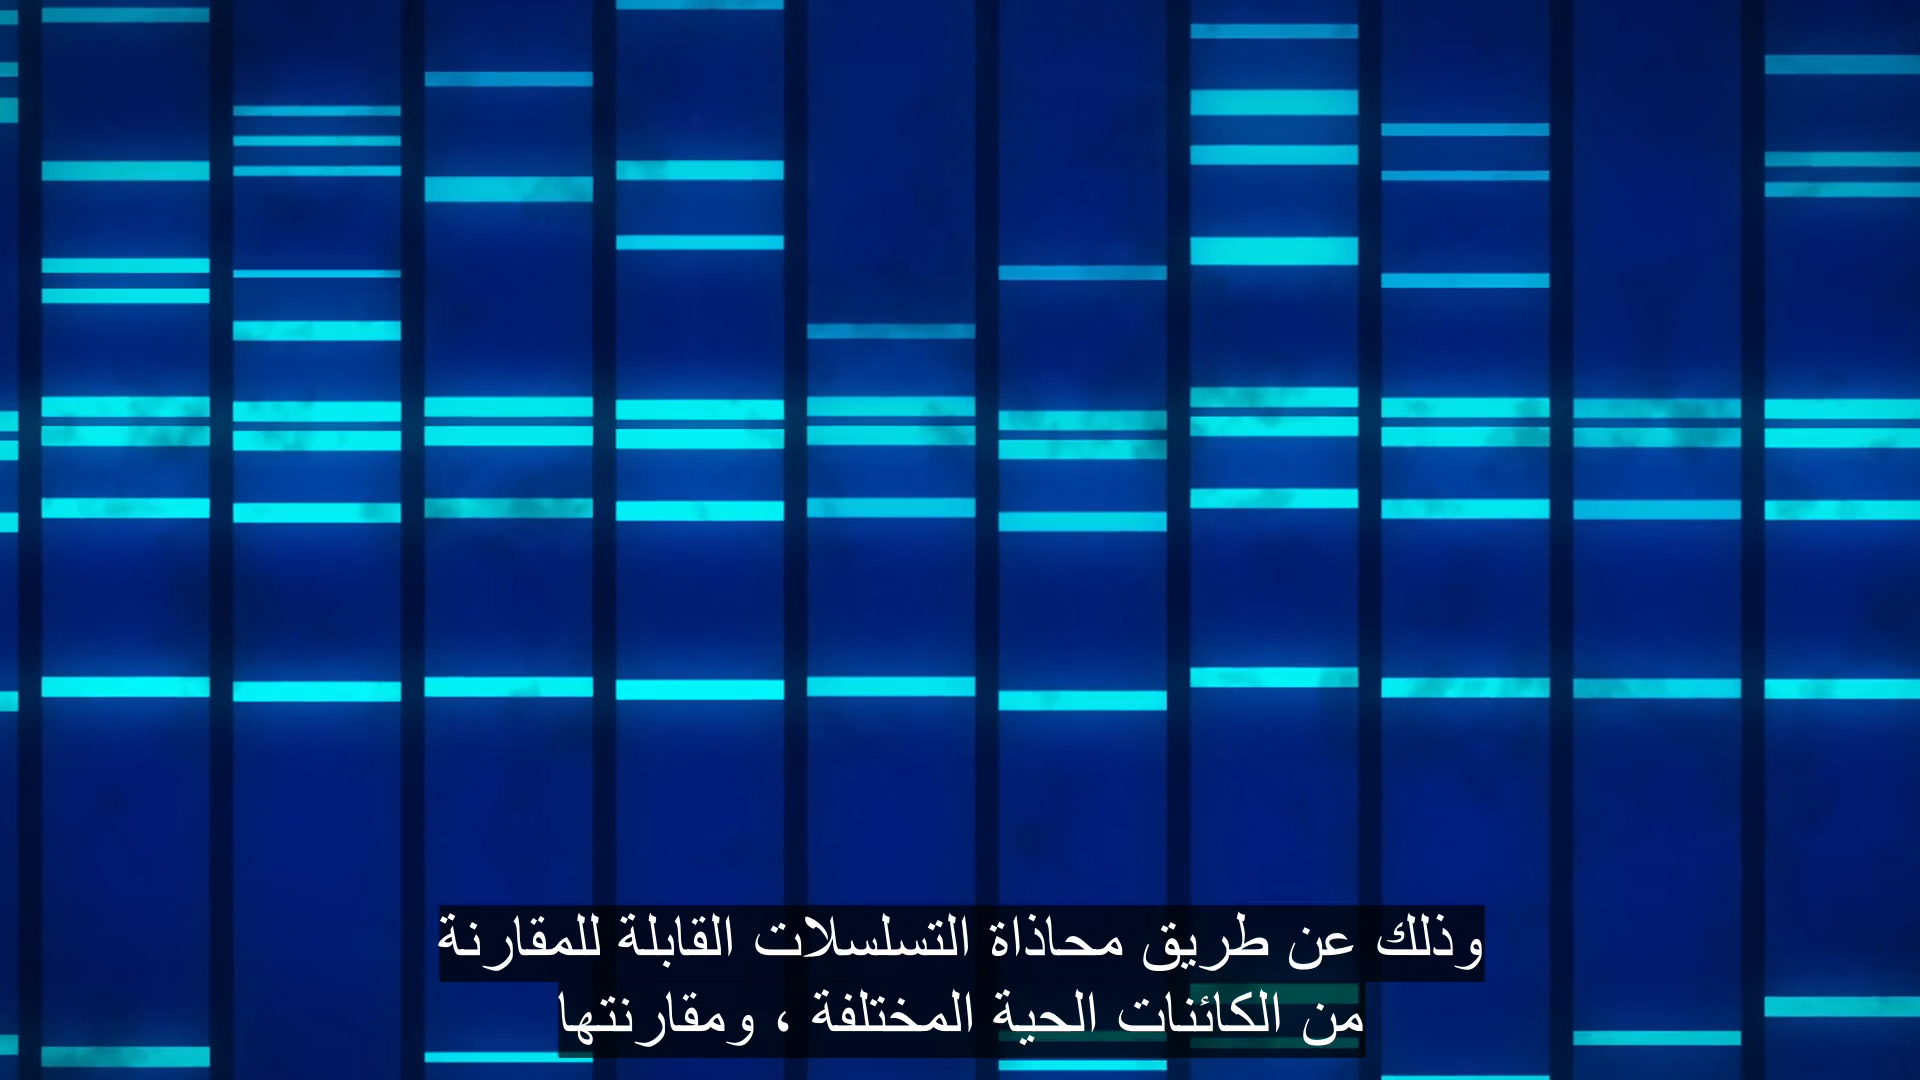 وذلك عن طريق محاذاة التسلسلات القابلة للمقارنة
من الكائنات الحية المختلفة ، ومقارنتها